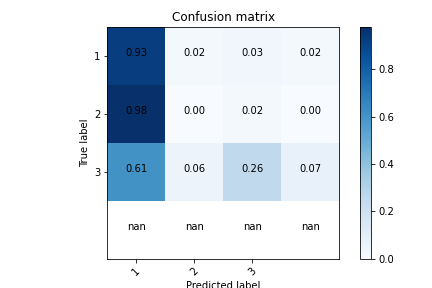 Confusion matrix
1 0.93 0.02 0.03 0.02
2 0.98 0.00 0.02 0.00
3 0.61 0.06 0.26 0.07
nan nan nan nan
1 2 3
True label
Predicted label
0.8
0.6
0.4
0.2
0.0